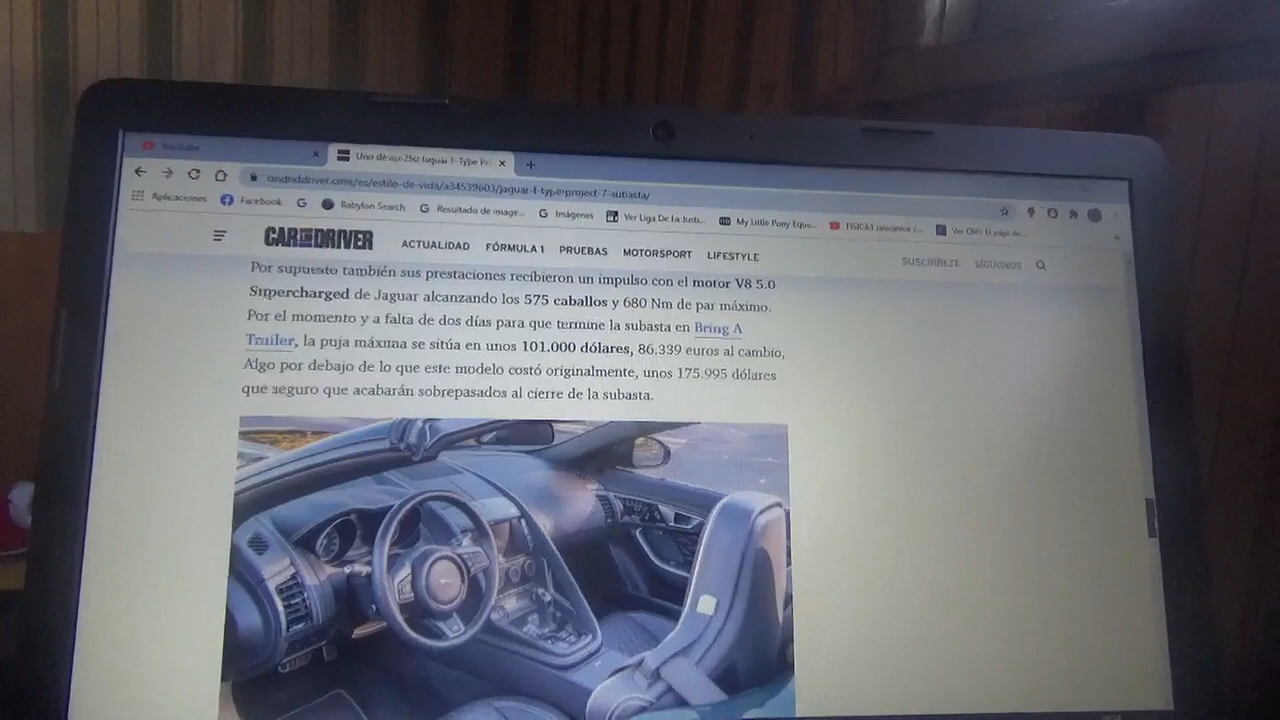 YouTube
Uno de los 250: Jaguar F-Type Pr
caranddriver.com/es/estilo-de-vida/a34539603/jaguar-f-type-project-7-subasta/
Aplicaciones Facebook Babylon Search Resultado de image... Imágenes Ver Liga De La Justi... My Little Pony Eque...
CAR AND DRIVER ACTUALIDAD FÓRMULA 1 PRUEBAS MOTORSPORT LIFESTYLE SUSCRÍBETE SÍGUENOS
Por supuesto también sus prestaciones recibieron un impulso con el motor V8 5.0
Supercharged de Jaguar alcanzando los 575 caballos y 680 Nm de par máximo.
Por el momento y a falta de dos días para que termine la subasta en Bring A
Trailer, la puja máxima se sitúa en unos 101.000 dólares, 86.339 euros al cambio,
Algo por debajo de lo que este modelo costó originalmente, unos 175.995 dólares
que seguro que acabarán sobrepasados al cierre de la subasta.